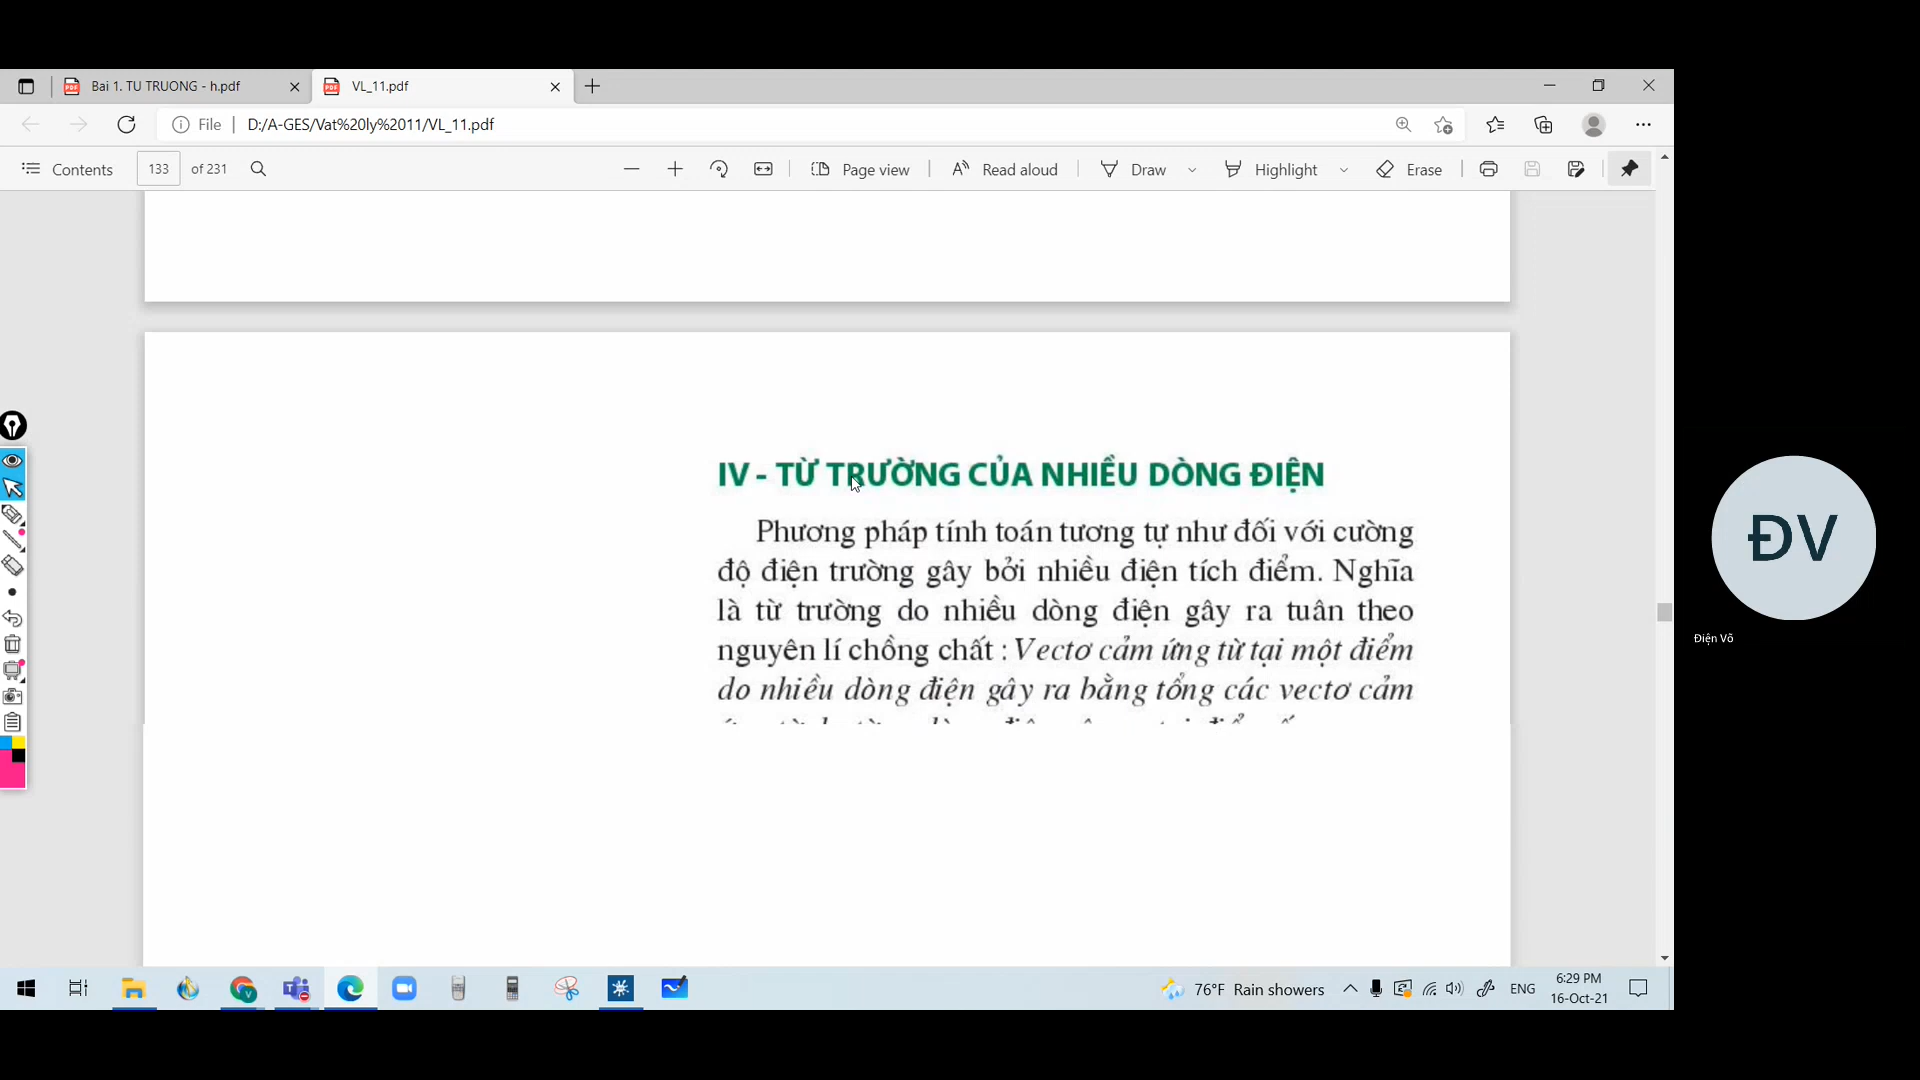 Bai 1. TU TRUONG - h.pdf
VL_11.pdf
File
D:/A-GES/Vat%20ly%2011/VL_11.pdf
Contents
133 of 231
Page view
Read aloud
Draw
Highlight
Erase
IV - TỪ TRƯỜNG CỦA NHIỀU DÒNG ĐIỆN
Phương pháp tính toán tương tự như đối với cường
độ điện trường gây bởi nhiều điện tích điểm. Nghĩa
là từ trường do nhiều dòng điện gây ra tuân theo
nguyên lí chồng chất : Vectơ cảm ứng từ tại một điểm
do nhiều dòng điện gây ra bằng tổng các vectơ cảm
ĐV
Điện Võ
76°F Rain showers
ENG
6:29 PM
16-Oct-21